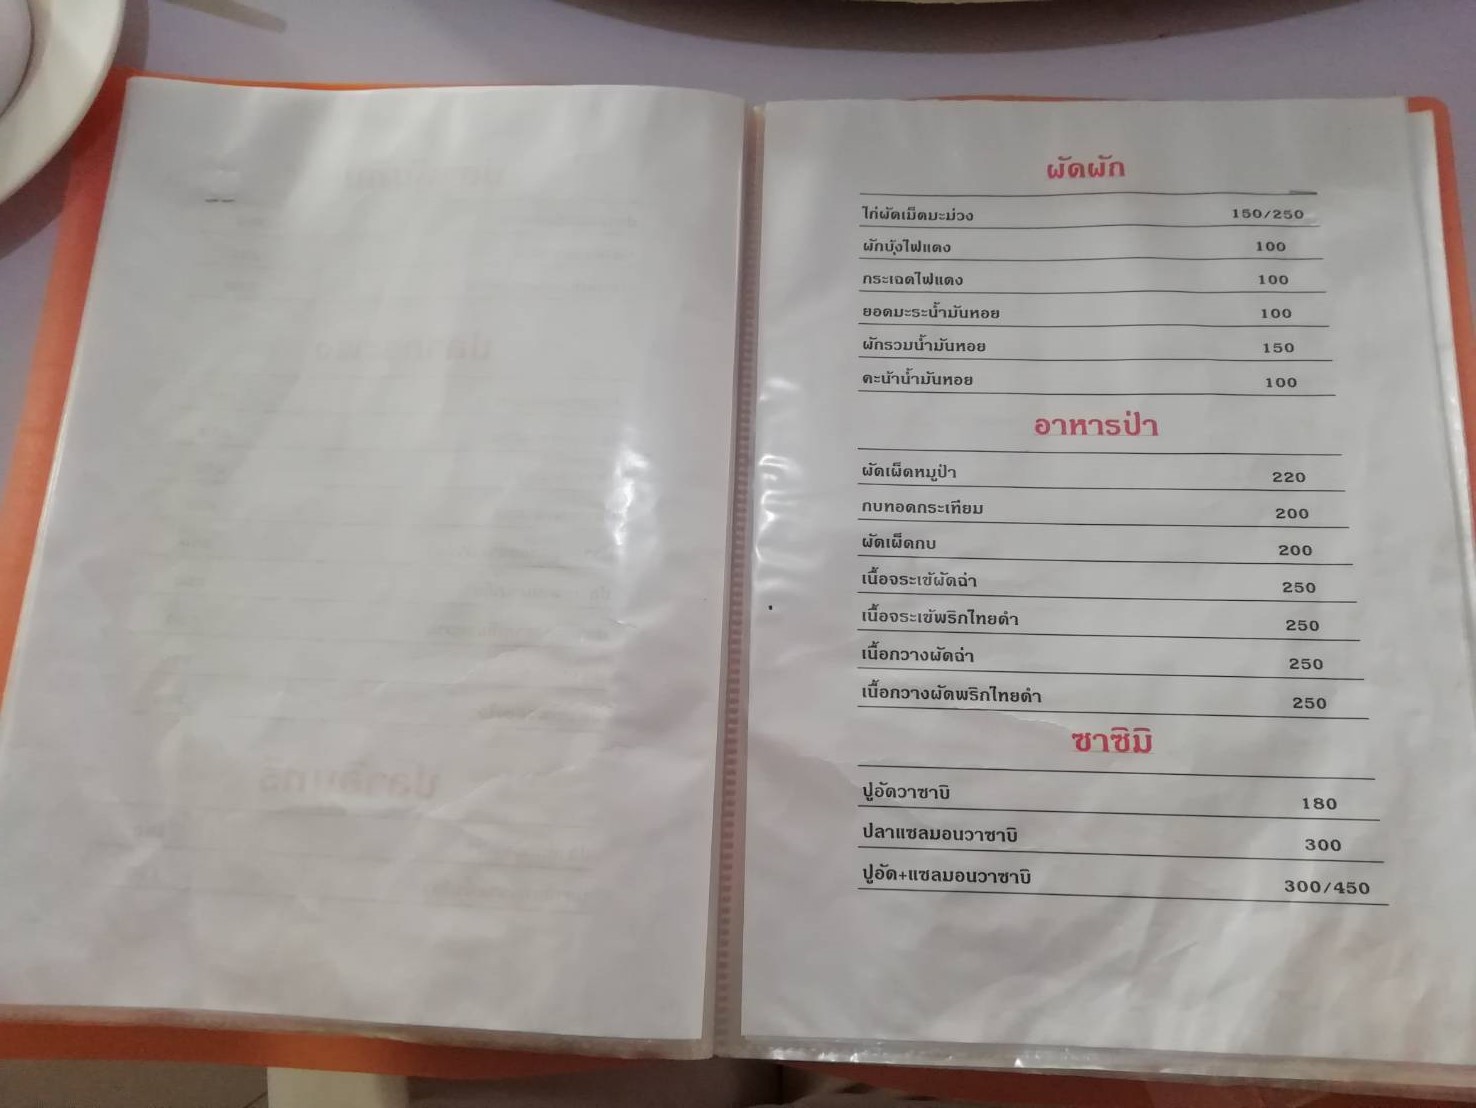 ผัดผัก
ไก่ผัดเม็ดมะม่วง 150/250
ผักบุ้งไฟแดง 100
กระเฉดไฟแดง 100
ยอดมะระน้ำมันหอย 100
ผักรวมน้ำมันหอย 150
คะน้าน้ำมันหอย 100
อาหารป่า
ผัดเผ็ดหมูป่า 220
กบทอดกระเทียม 200
ผัดเผ็ดกบ 200
เนื้อจระเข้ผัดฉ่า 250
เนื้อจระเข้พริกไทยดำ 250
เนื้อกวางผัดฉ่า 250
เนื้อกวางผัดพริกไทยดำ 250
ซาซิมิ
ปูอัดวาซาบิ 180
ปลาแซลมอนวาซาบิ 300
ปูอัด+แซลมอนวาซาบิ 300/450